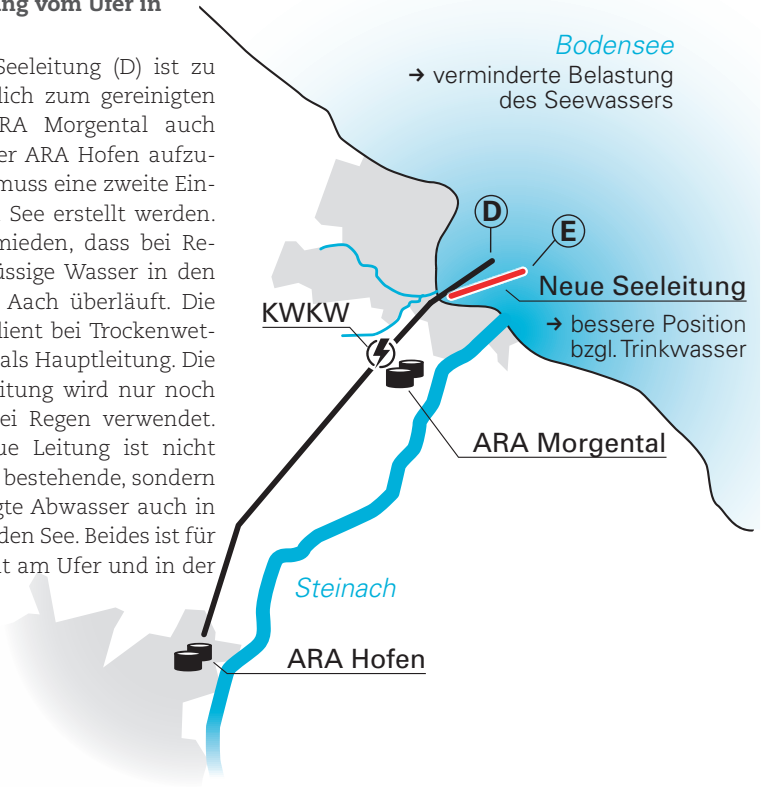 ng vom Ufer in
Seeleitung (D) ist zu
lich zum gereinigten
ARA Morgental auch
er ARA Hofen aufzu-
muss eine zweite Ein-
See erstellt werden.
mieden, dass bei Re-
üssige Wasser in den
Aach überläuft. Die
dient bei Trockenwet-
als Hauptleitung. Die
itung wird nur noch
ei Regen verwendet.
ue Leitung ist nicht
bestehende, sondern
gte Abwasser auch in
den See. Beides ist für
t am Ufer und in der
Bodensee
→ verminderte Belastung
des Seewassers
D
E
Neue Seeleitung
→ bessere Position
bzgl. Trinkwasser
KWKW
ARA Morgental
Steinach
ARA Hofen